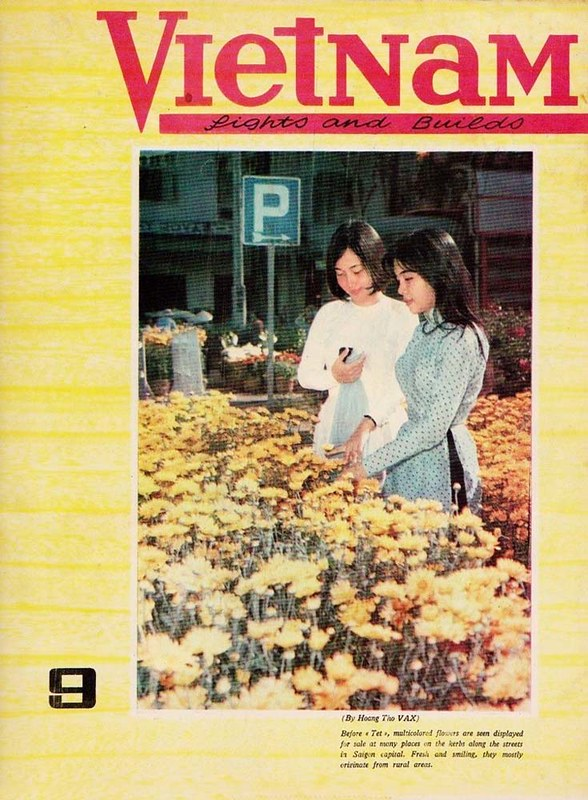 VIETNAM
Fights and Builds
P
9
(By Hoang Tho VAX)
Before « Tet », multicolored flowers are seen displayed
for sale at many places on the kerbs along the streets
in Saigon capital. Fresh and smiling, they mostly
originate from rural areas.